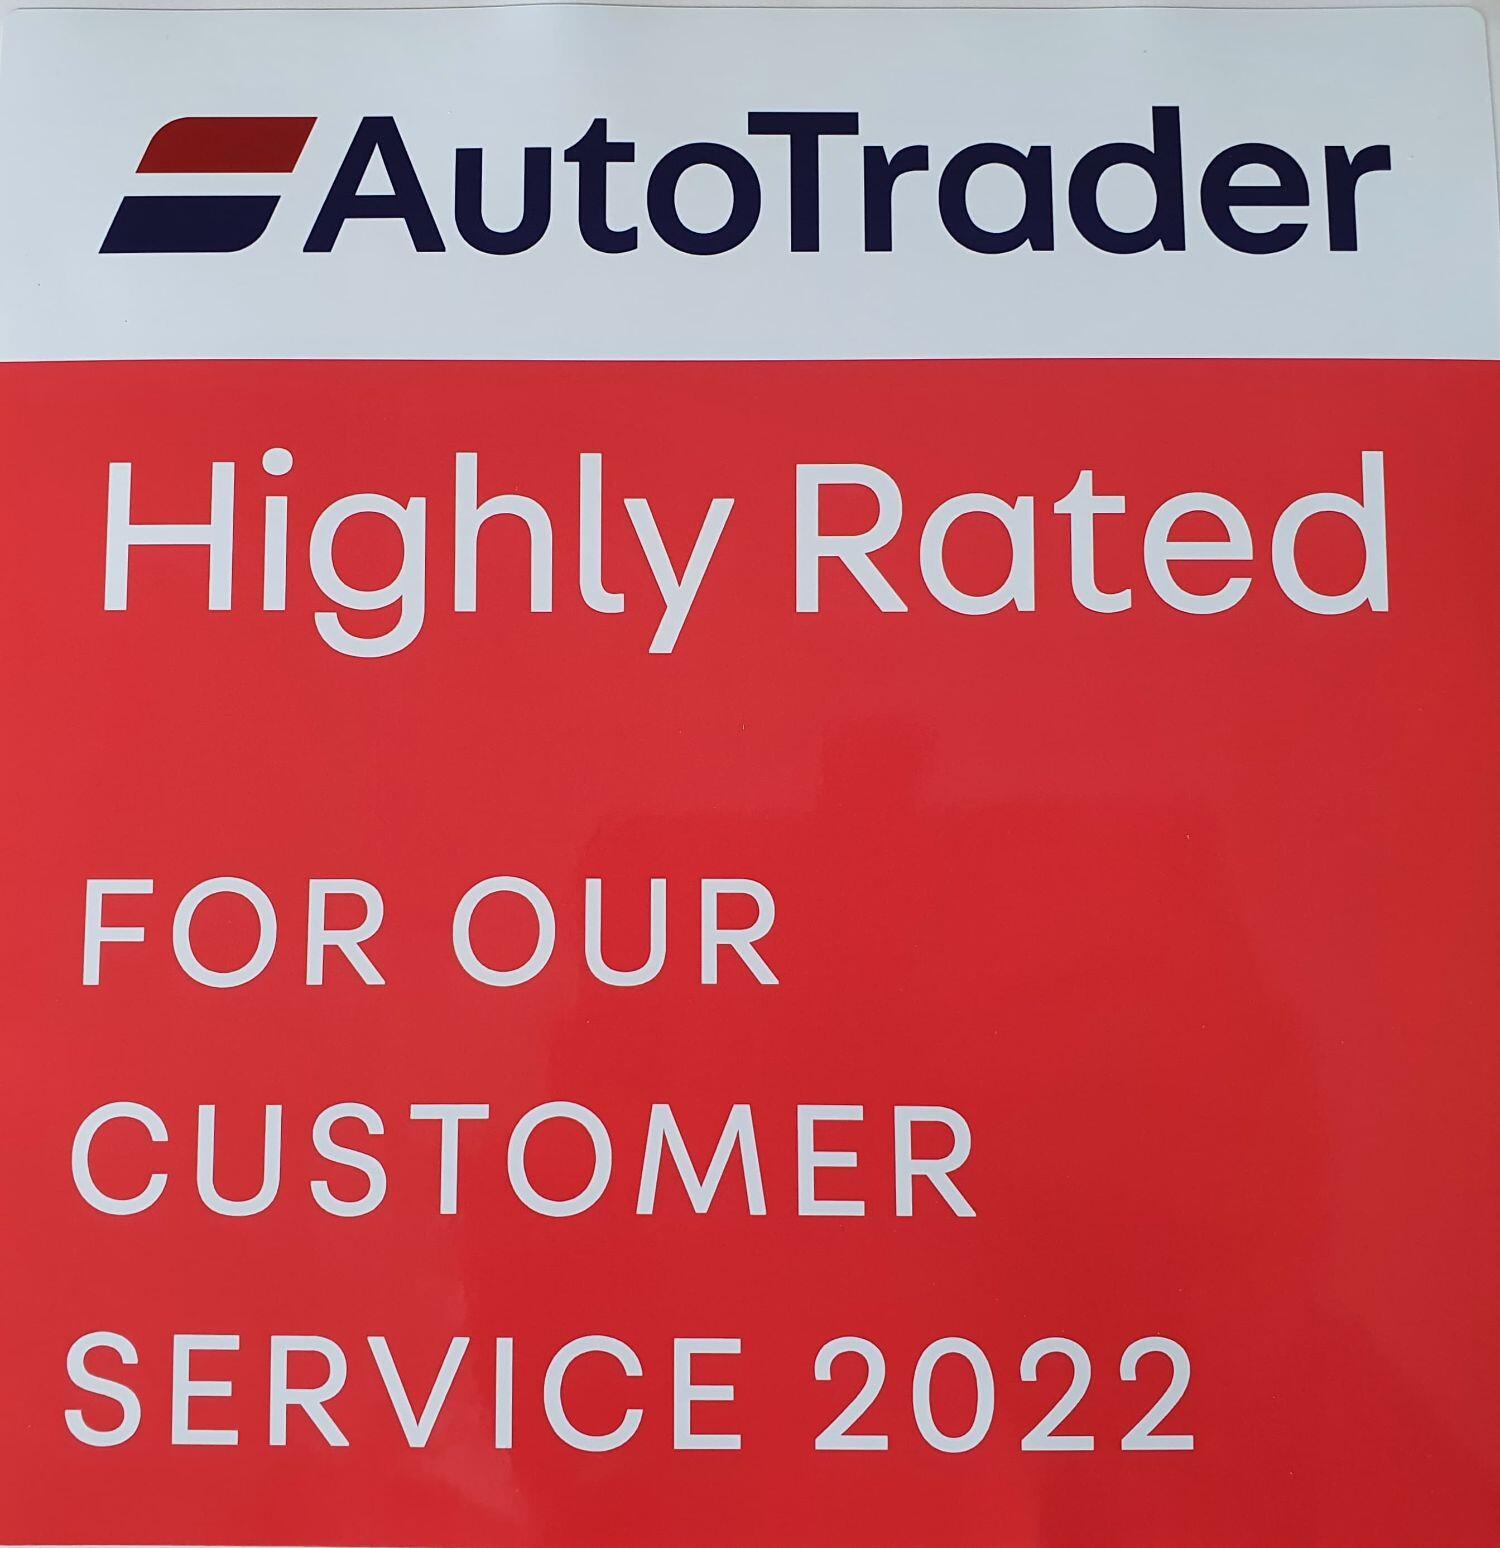 AutoTrader
Highly Rated
FOR OUR
CUSTOMER
SERVICE 2022